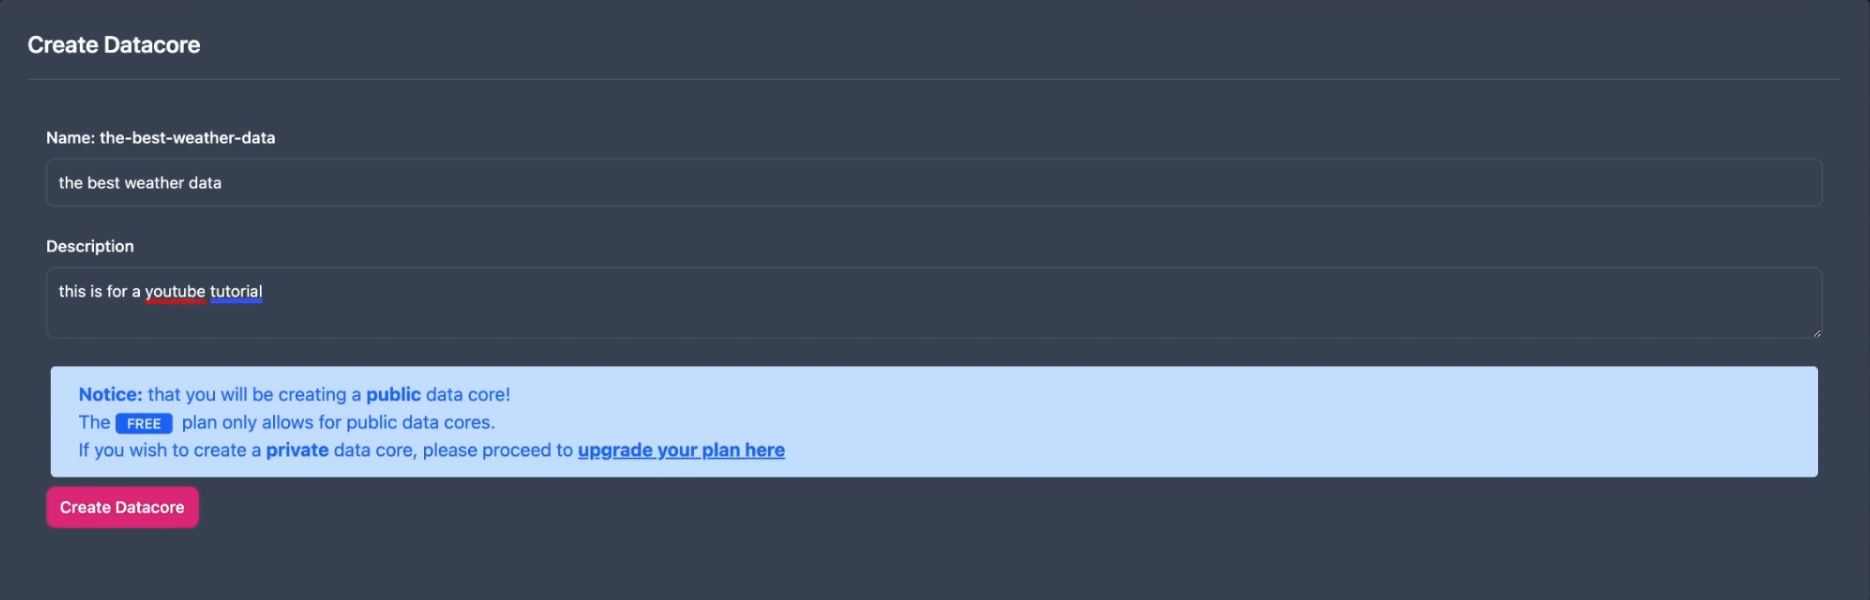 Create Datacore
Name: the-best-weather-data
the best weather data
Description
this is for a youtube tutorial
Notice: that you will be creating a public data core!
The FREE plan only allows for public data cores.
If you wish to create a private data core, please proceed to upgrade your plan here
Create Datacore